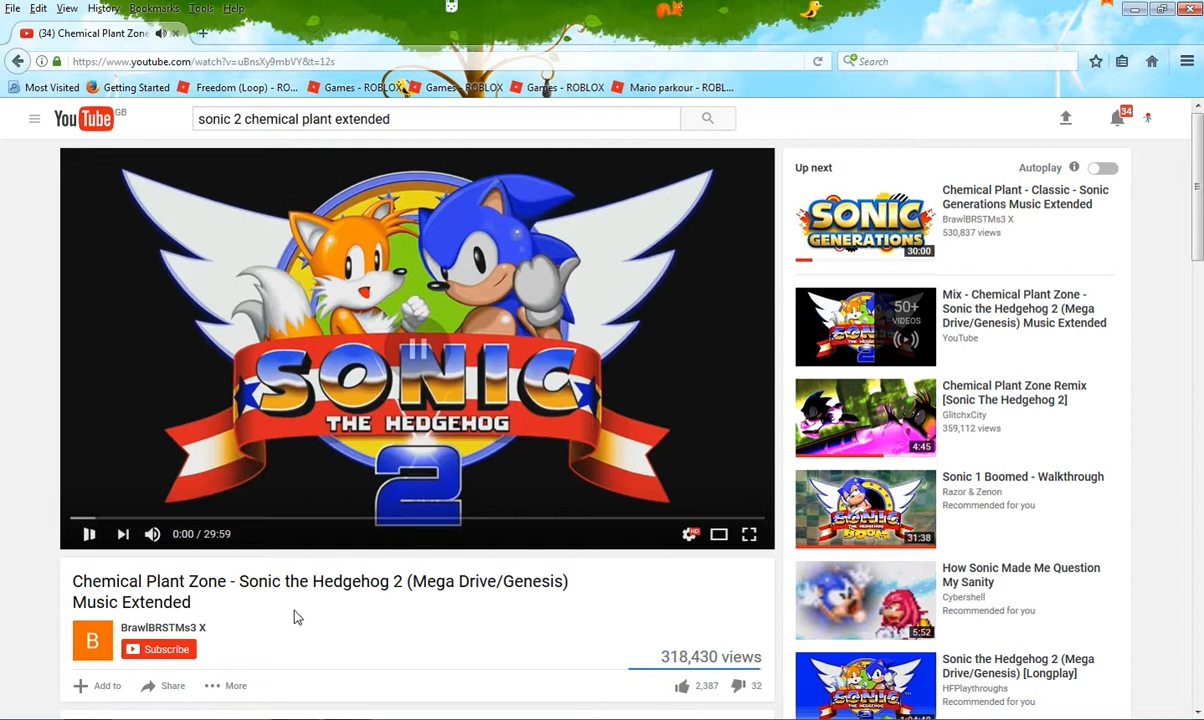 File Edit View History Bookmarks Tools Help
(34) Chemical Plant Zone
https://www.youtube.com/watch?v=uBnsXy9mbVY&t=12s
Search
Most Visited Getting Started Freedom (Loop) - RO... Games - ROBLOX Games - ROBLOX Games - ROBLOX Mario parkour - ROBL...
YouTube GB
sonic 2 chemical plant extended
34
SONIC
THE HEDGEHOG
2
0:00 / 29:59
HD
Chemical Plant Zone - Sonic the Hedgehog 2 (Mega Drive/Genesis)
Music Extended
B
BrawlBRSTMs3 X
Subscribe
318,430 views
Add to Share More
2,387 32
Up next
Autoplay
SONIC
GENERATIONS
30:00
Chemical Plant - Classic - Sonic
Generations Music Extended
BrawlBRSTMs3 X
530,837 views
50+
VIDEOS
Mix - Chemical Plant Zone -
Sonic the Hedgehog 2 (Mega
Drive/Genesis) Music Extended
YouTube
4:45
Chemical Plant Zone Remix
[Sonic The Hedgehog 2]
GlitchxCity
359,112 views
31:38
Sonic 1 Boomed - Walkthrough
Razor & Zenon
Recommended for you
5:52
How Sonic Made Me Question
My Sanity
Cybershell
Recommended for you
Sonic the Hedgehog 2 (Mega
Drive/Genesis) [Longplay]
HFPlaythroughs
Recommended for you